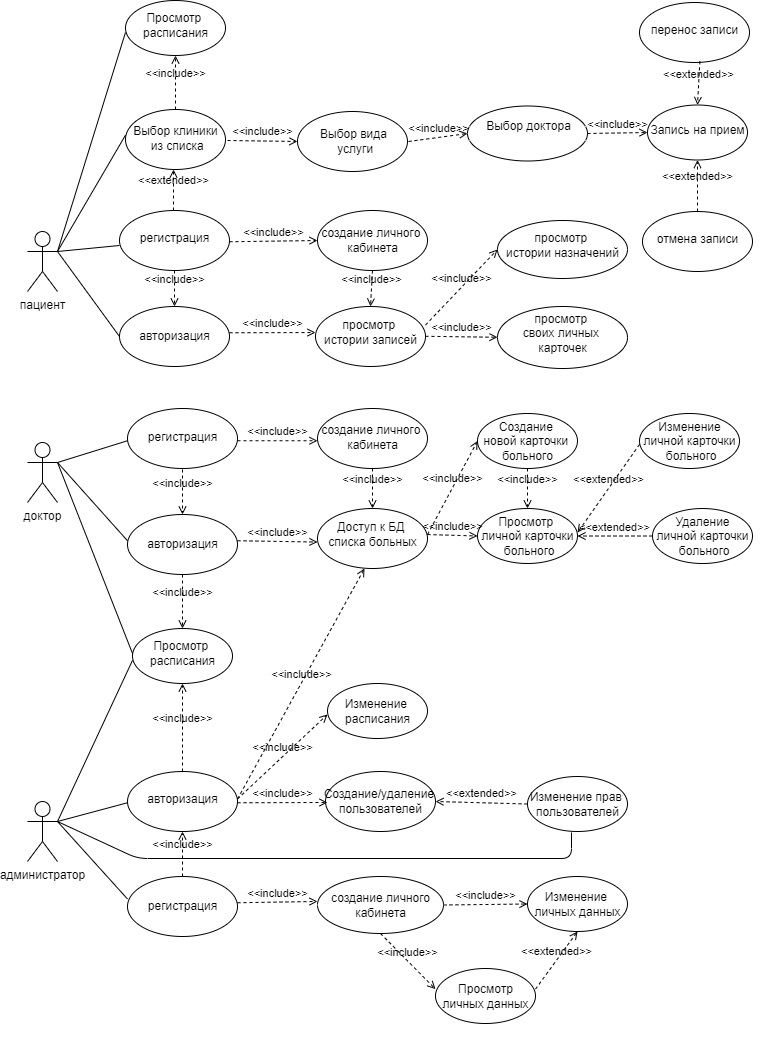 Просмотр
расписания
перенос записи
<<include>>
<<extended>>
Выбор клиники
из списка
<<include>>
Выбор вида
услуги
<<include>>
Выбор доктора
<<include>>
Запись на прием
<<extended>>
<<extended>>
регистрация
<<include>>
создание личного
кабинета
просмотр
истории назначений
отмена записи
пациент
<<include>>
<<include>>
<<include>>
авторизация
<<include>>
просмотр
истории записей
<<include>>
просмотр
своих личных
карточек
регистрация
<<include>>
создание личного
кабинета
Создание
новой карточки
больного
Изменение
личной карточки
больного
доктор
<<include>>
<<include>>
<<include>>
<<include>>
<<extended>>
авторизация
<<include>>
Доступ к БД
списка больных
<<include>>
Просмотр
личной карточки
больного
<<extended>>
Удаление
личной карточки
больного
<<include>>
Просмотр
расписания
<<include>>
Изменение
расписания
<<include>>
<<include>>
авторизация
<<include>>
Создание/удаление
пользователей
<<extended>>
Изменение прав
пользователей
<<include>>
администратор
регистрация
<<include>>
создание личного
кабинета
<<include>>
Изменение
личных данных
<<include>>
<<extended>>
Просмотр
личных данных